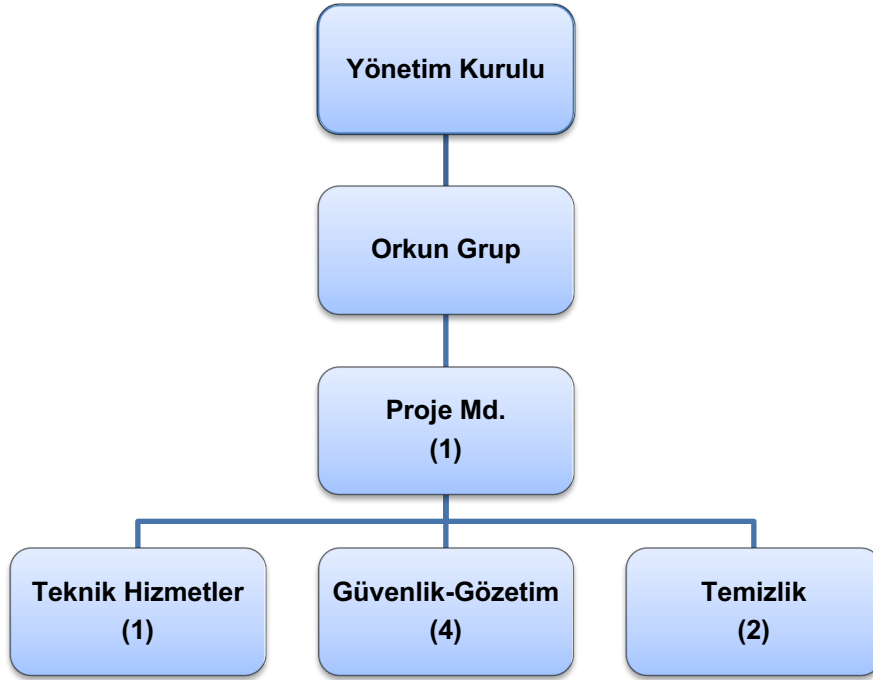 Yönetim Kurulu
Orkun Grup
Proje Md.
(1)
Teknik Hizmetler
(1)
Güvenlik-Gözetim
(4)
Temizlik
(2)